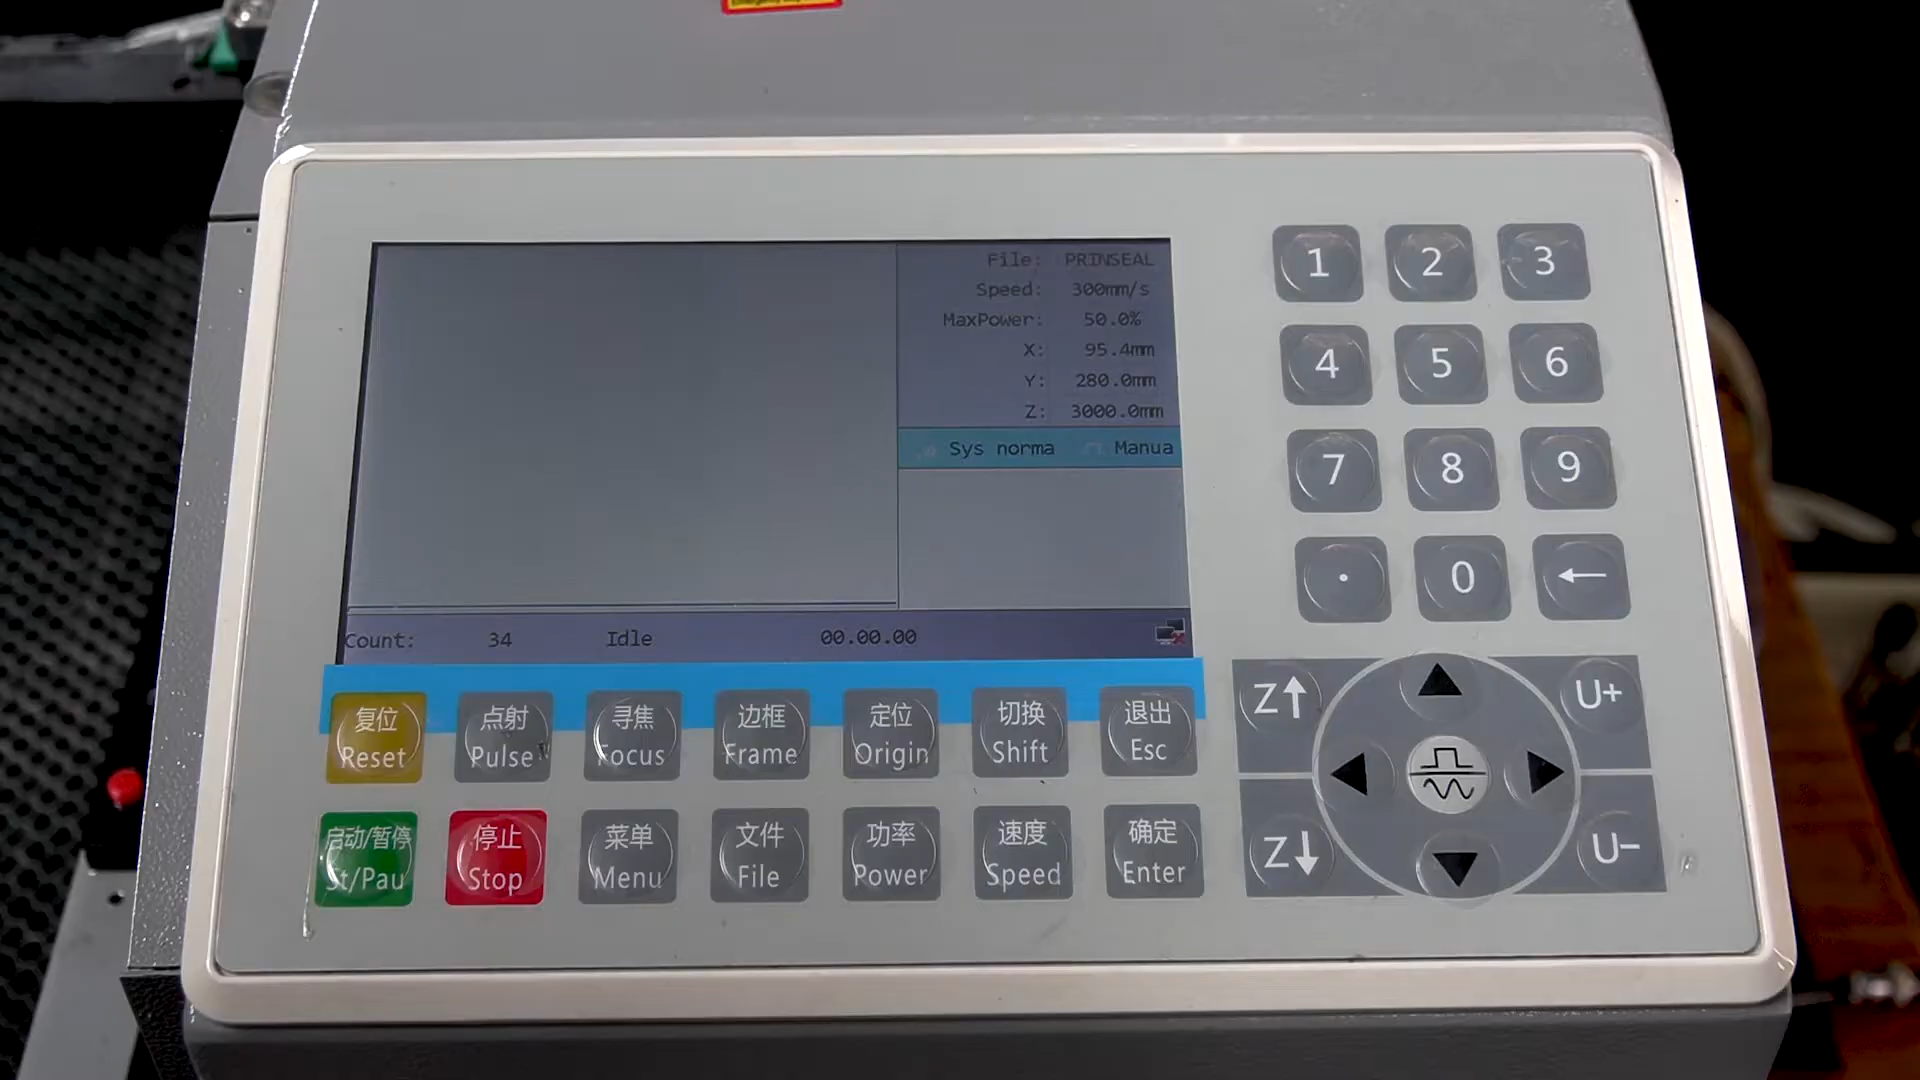 File: PRINSEAL
Speed: 300mm/s
MaxPower: 50.0%
X: 95.4mm
Y: 280.0mm
Z: 3000.0mm
Sys norma Manua
Count: 34 Idle 00.00.00
1 2 3
4 5 6
7 8 9
· 0 ←
复位 点射 寻焦 边框 定位 切换 退出
Reset Pulse Focus Frame Origin Shift Esc
Z↑ U+
启动/暂停 停止 菜单 文件 功率 速度 确定
St/Pau Stop Menu File Power Speed Enter
Z↓ U-